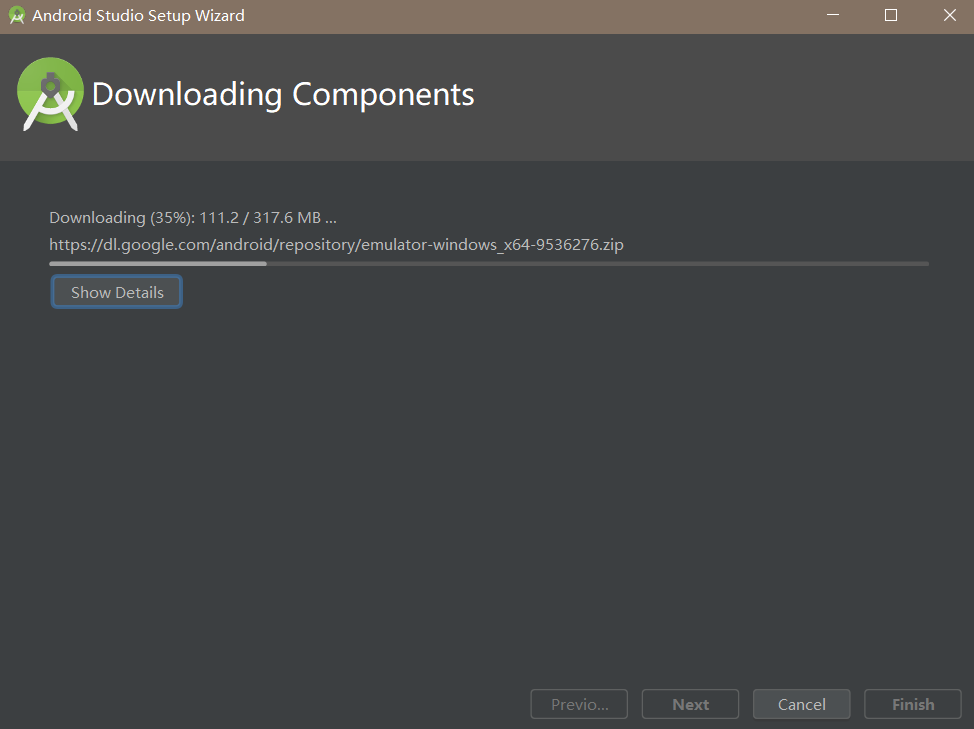 Android Studio Setup Wizard
Downloading Components
Downloading (35%): 111.2 / 317.6 MB ...
https://dl.google.com/android/repository/emulator-windows_x64-9536276.zip
Show Details
Previo... Next Cancel Finish